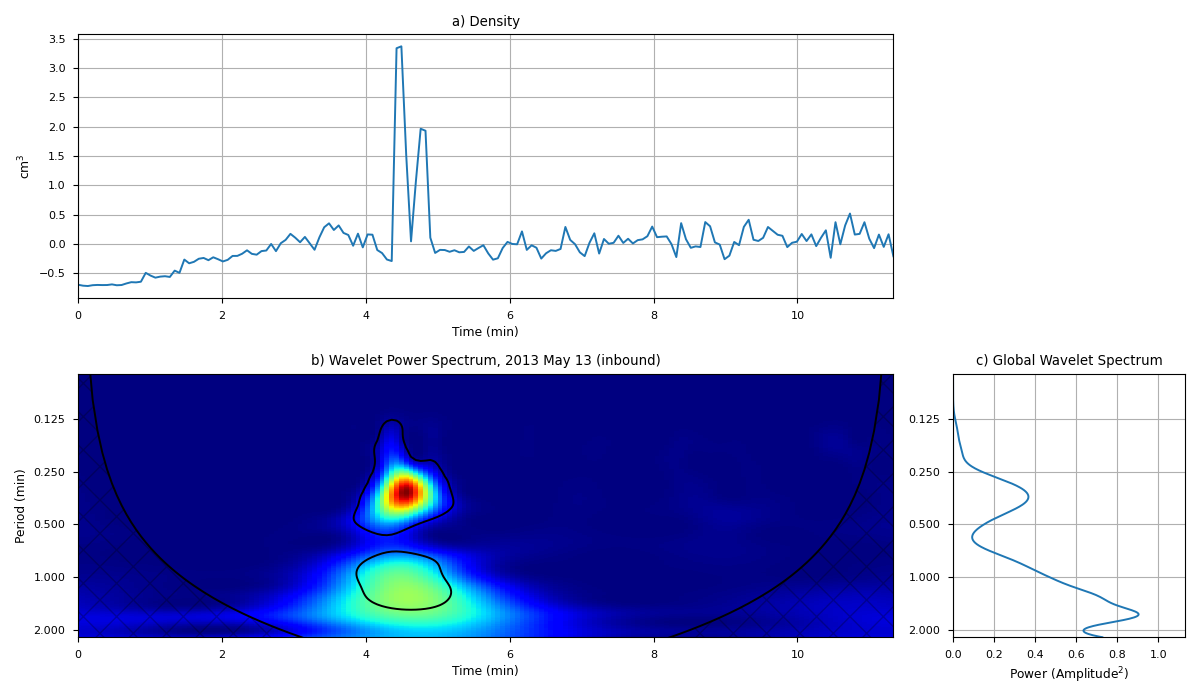 a) Density
3.5
3.0
2.5
2.0
1.5
1.0
0.5
0.0
−0.5
cm³
0 2 4 6 8 10
Time (min)
b) Wavelet Power Spectrum, 2013 May 13 (inbound)
0.125
0.250
0.500
1.000
2.000
Period (min)
0 2 4 6 8 10
Time (min)
c) Global Wavelet Spectrum
0.125
0.250
0.500
1.000
2.000
0.0 0.2 0.4 0.6 0.8 1.0
Power (Amplitude²)